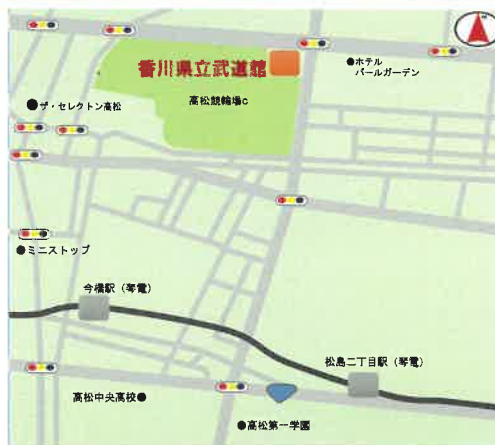 香川県立武道館
●ホテル
パールガーデン
高松競輪場c
●ザ・セレクトン高松
●ミニストップ
今橋駅（琴電）
松島二丁目駅（琴電）
高松中央高校●
●高松第一学園